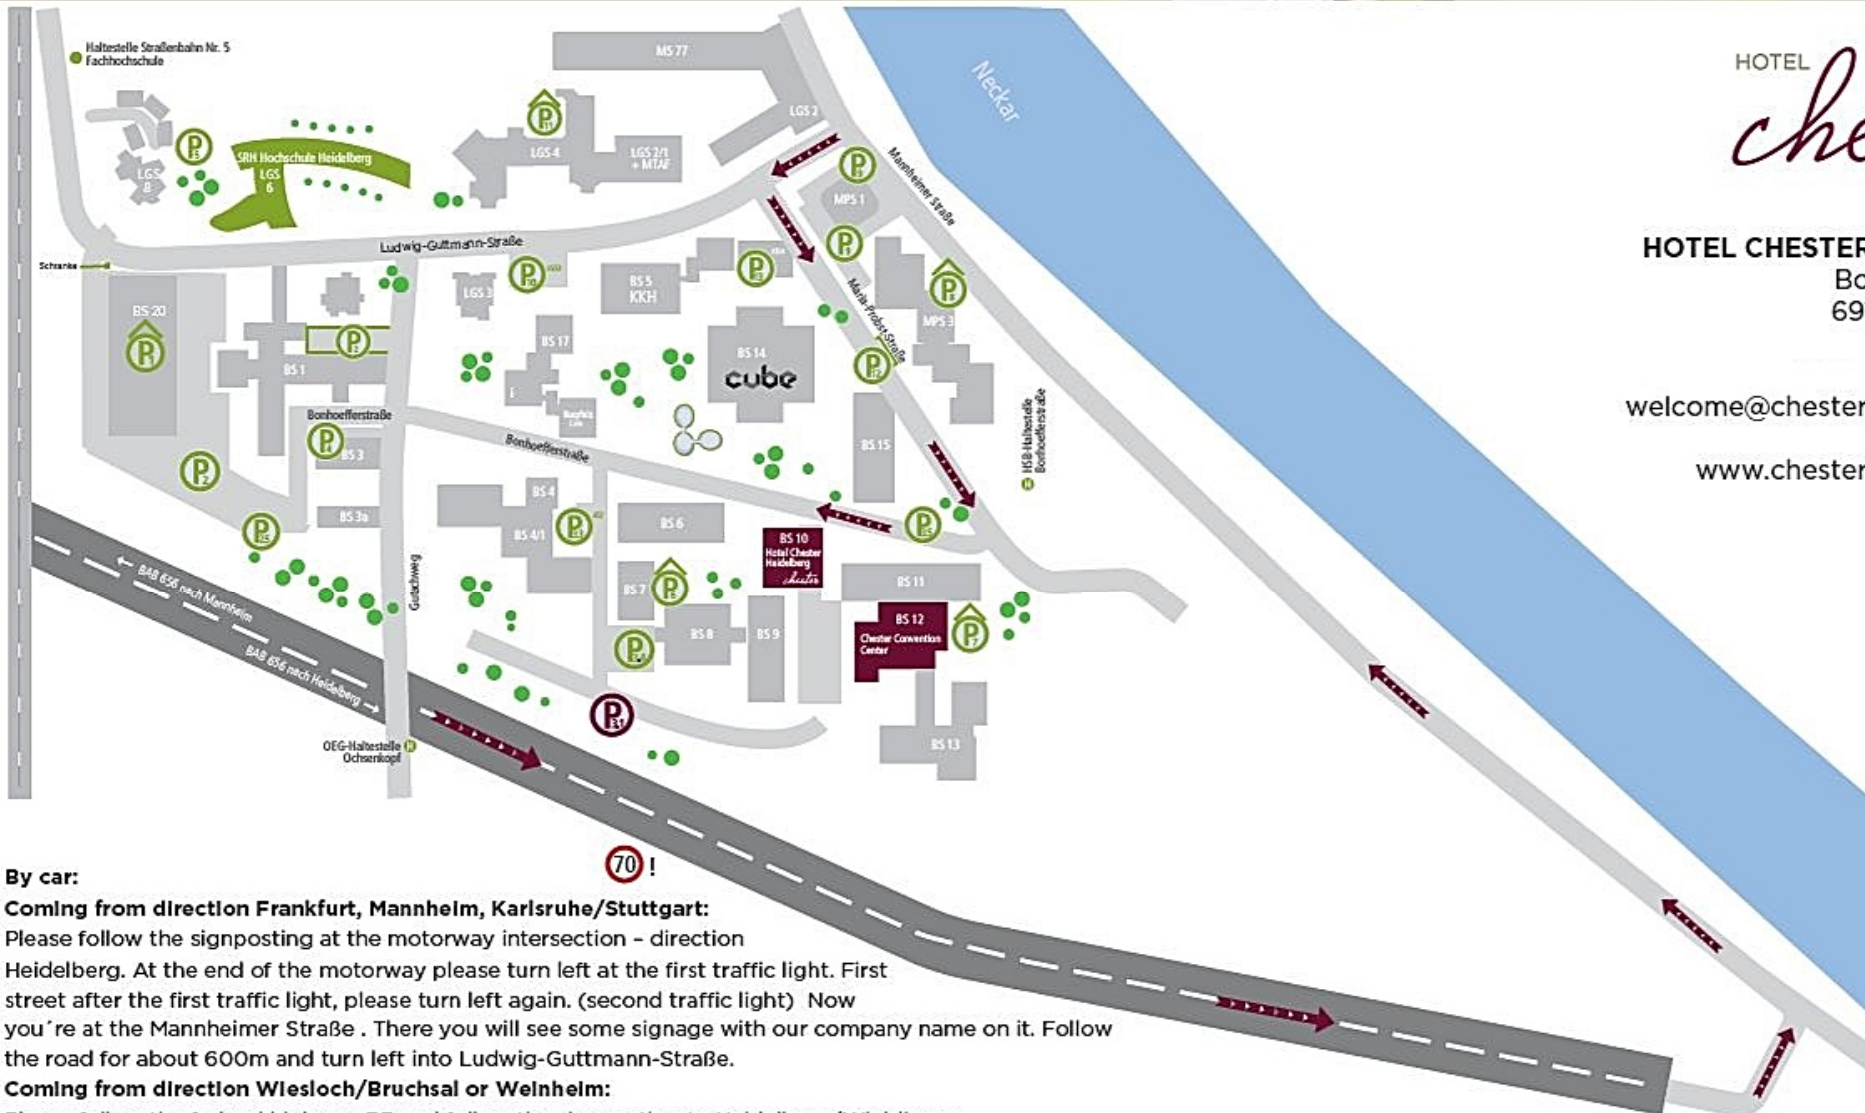 Haltestelle Straßenbahn Nr. 5
Fachhochschule
MS 77
LGS 2
Neckar
HOTEL
che
SRH Hochschule Heidelberg
LGS
6
LGS
8
LGS 4
LGS 2/1
+ MTAF
Mannheimer Straße
MPS 1
Ludwig-Guttmann-Straße
Schranke
HOTEL CHESTER
Bo
69
BS 20
LGS 3
BS 5
KKH
Maria-Probst-Straße
MPS 3
BS 17
BS 14
cube
BS 1
Bonhoefferstraße
BS 3
Bonhoefferstraße
BS 15
HSB-Haltestelle
Bonhoefferstraße
H
welcome@chester
www.chester
BS 3a
BS 4
BS 4/1
BS 6
BS 10
Hotel Chester
Heidelberg
chester
BS 7
BS 11
BS 8
BS 9
BS 12
Chester Convention
Center
BS 13
Gutachweg
BAB 656 nach Mannheim
BAB 656 nach Heidelberg
P31
OEG-Haltestelle
Ochsenkopf
H
70 !
By car:
Coming from direction Frankfurt, Mannheim, Karlsruhe/Stuttgart:
Please follow the signposting at the motorway intersection – direction
Heidelberg. At the end of the motorway please turn left at the first traffic light. First
street after the first traffic light, please turn left again. (second traffic light) Now
you´re at the Mannheimer Straße . There you will see some signage with our company name on it. Follow
the road for about 600m and turn left into Ludwig-Guttmann-Straße.
Coming from direction Wiesloch/Bruchsal or Weinheim: